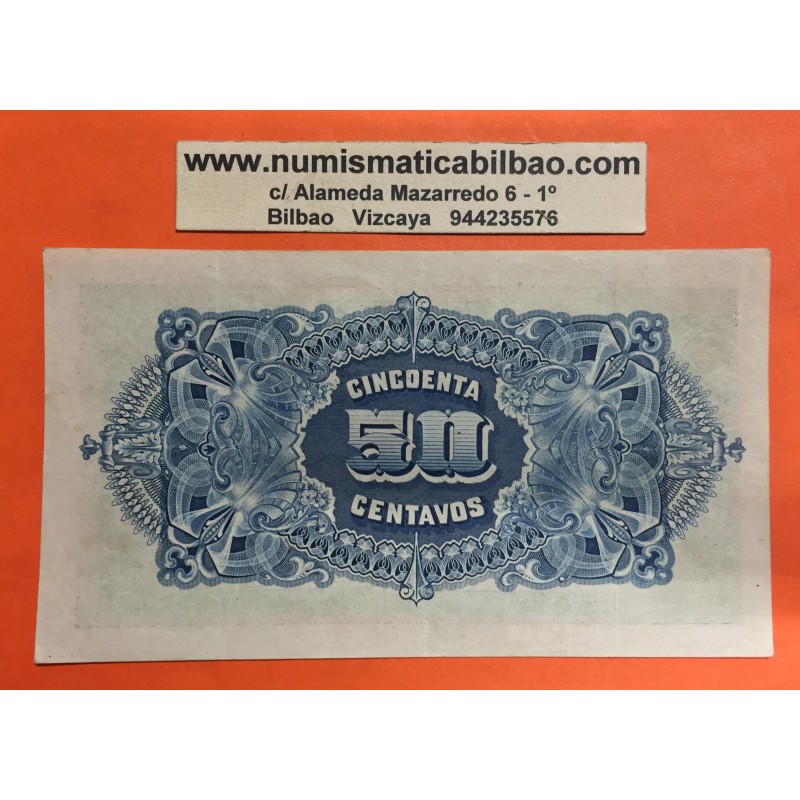 www.numismaticabilbao.com
c/ Alameda Mazarredo 6 - 1º
Bilbao Vizcaya 944235576
CINCOENTA
50
CENTAVOS